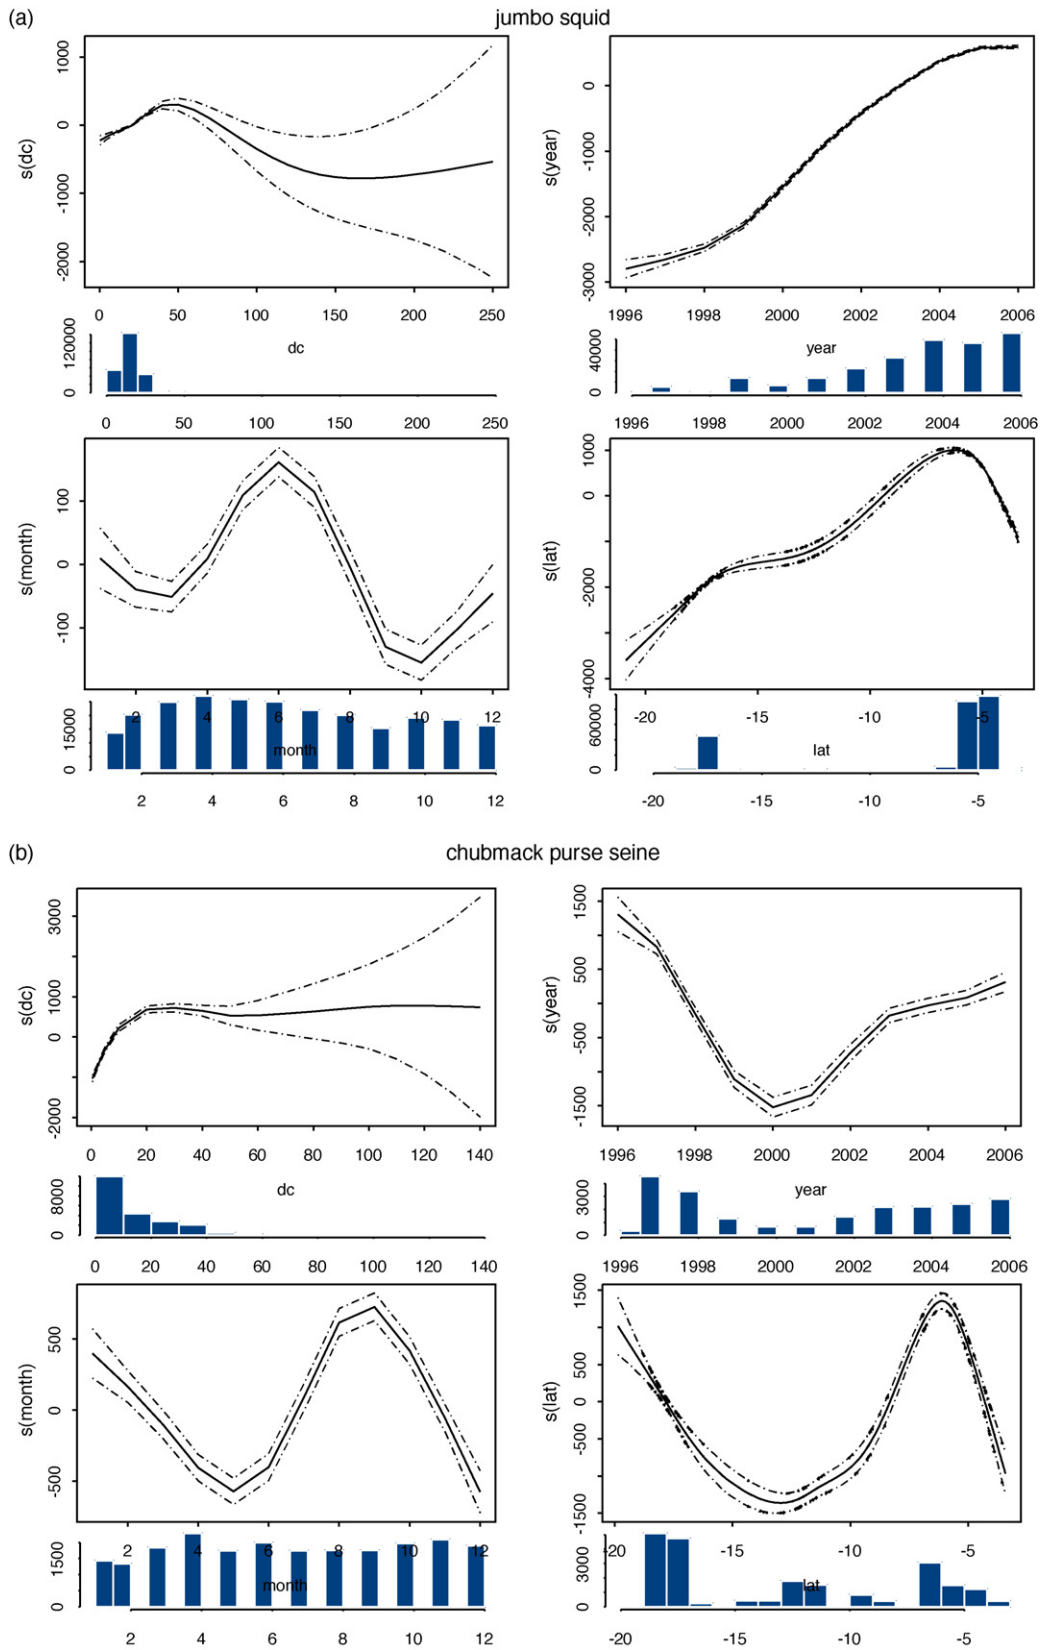 (a) jumbo squid
1000
0
-1000
-2000
s(dc)
0 50 100 150 200 250
0
-1000
-2000
-3000
s(year)
1996 1998 2000 2002 2004 2006
120000
0
dc
0 50 100 150 200 250
40000
0
year
1996 1998 2000 2002 2004 2006
100
0
-100
s(month)
2 4 6 8 10 12
1000
0
-2000
-4000
s(lat)
-20 -15 -10 -5
15000
0
month
2 4 6 8 10 12
60000
0
lat
-20 -15 -10 -5
(b) chubmack purse seine
3000
1000
0
-2000
s(dc)
0 20 40 60 80 100 120 140
1500
500
-5000
-1500
s(year)
1996 1998 2000 2002 2004 2006
8000
0
dc
0 20 40 60 80 100 120 140
3000
0
year
1996 1998 2000 2002 2004 2006
500
0
-500
s(month)
2 4 6 8 10 12
1500
500
0
-500
-1500
s(lat)
-20 -15 -10 -5
1500
0
month
2 4 6 8 10 12
3000
0
lat
-20 -15 -10 -5